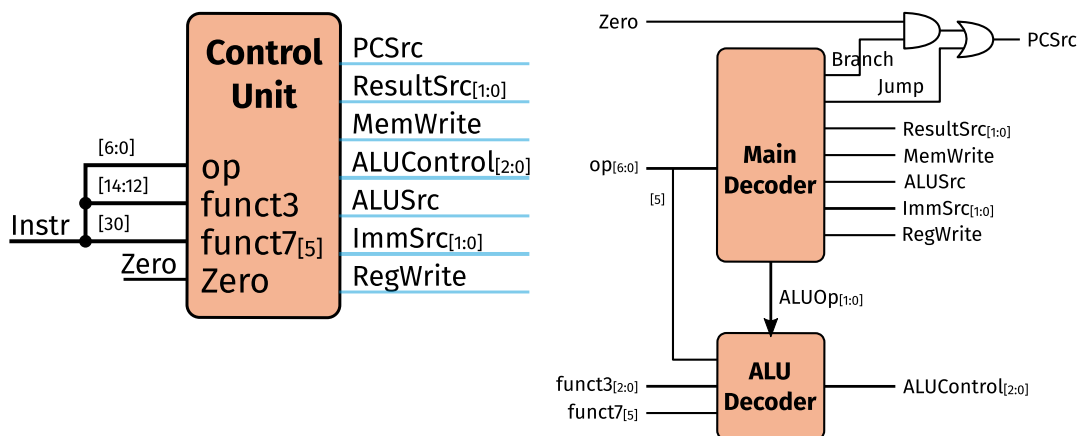 Control
Unit
PCSrc
ResultSrc[1:0]
MemWrite
ALUControl[2:0]
ALUSrc
ImmSrc[1:0]
RegWrite
[6:0]
op
[14:12]
funct3
Instr
[30]
funct7[5]
Zero
Zero
Zero
PCSrc
Branch
Jump
Main
Decoder
ResultSrc[1:0]
MemWrite
ALUSrc
ImmSrc[1:0]
RegWrite
op[6:0]
[5]
ALUOp[1:0]
ALU
Decoder
funct3[2:0]
funct7[5]
ALUControl[2:0]